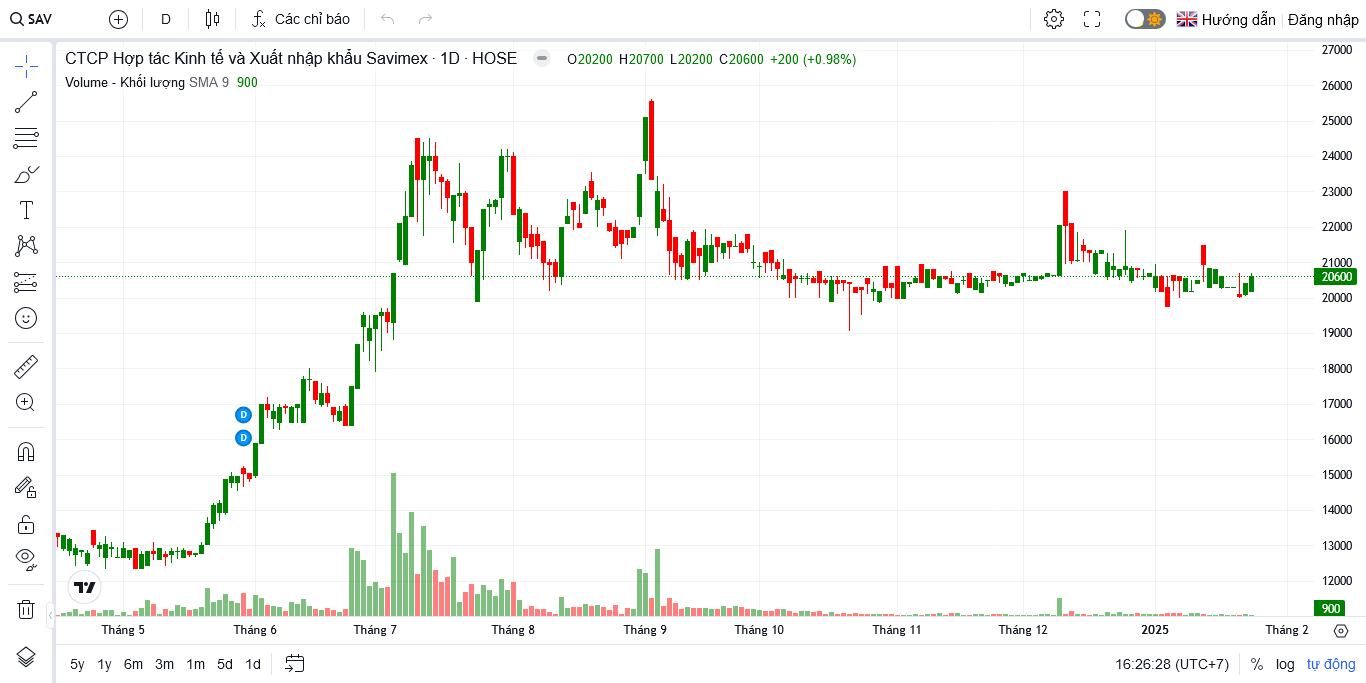 SAV D Các chỉ báo Hướng dẫn Đăng nhập
CTCP Hợp tác Kinh tế và Xuất nhập khẩu Savimex · 1D · HOSE O20200 H20700 L20200 C20600 +200 (+0.98%)
Volume - Khối lượng SMA 9 900
27000
26000
25000
24000
23000
22000
21000
20600
20000
19000
18000
17000
16000
15000
14000
13000
12000
900
D
D
Tháng 5 Tháng 6 Tháng 7 Tháng 8 Tháng 9 Tháng 10 Tháng 11 Tháng 12 2025 Tháng 2
5y 1y 6m 3m 1m 5d 1d 16:26:28 (UTC+7) % log tự động